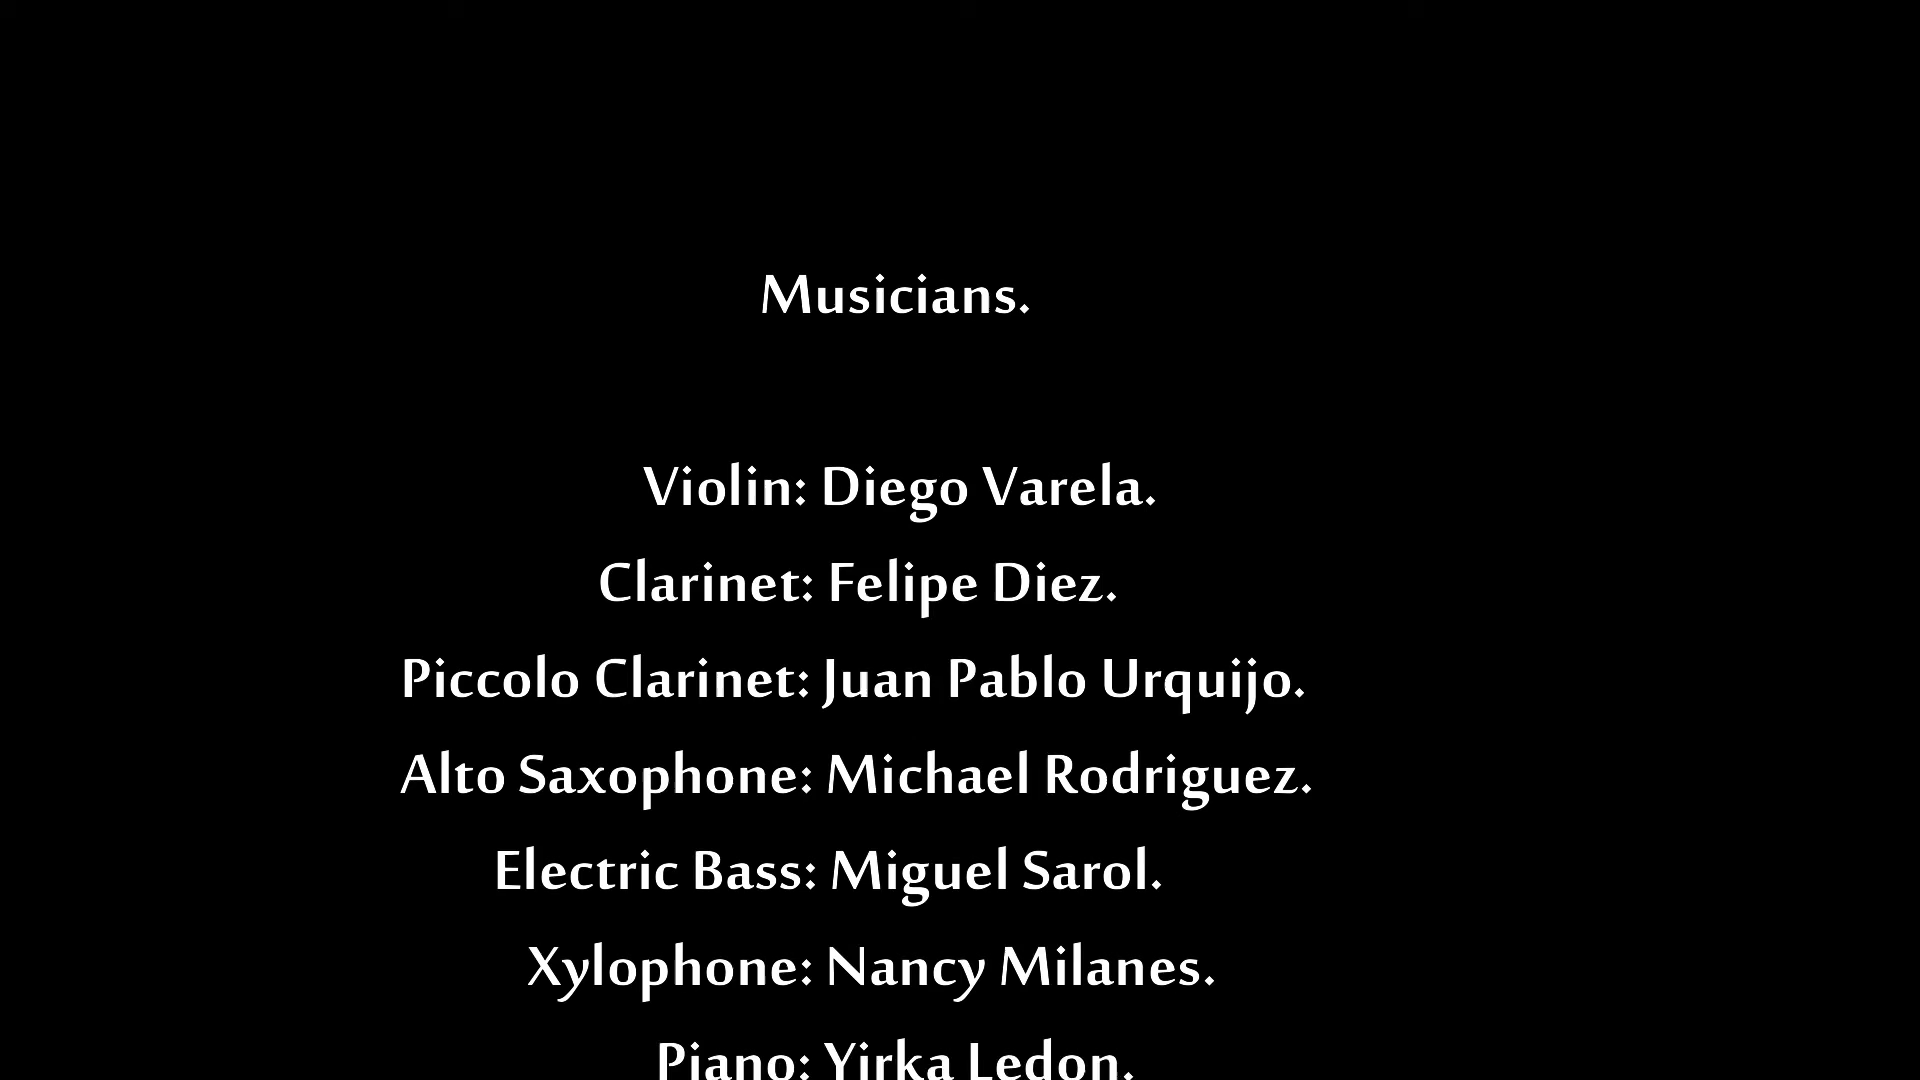 Musicians.
Violin: Diego Varela.
Clarinet: Felipe Diez.
Piccolo Clarinet: Juan Pablo Urquijo.
Alto Saxophone: Michael Rodriguez.
Electric Bass: Miguel Sarol.
Xylophone: Nancy Milanes.
Piano: Yirka Ledon.